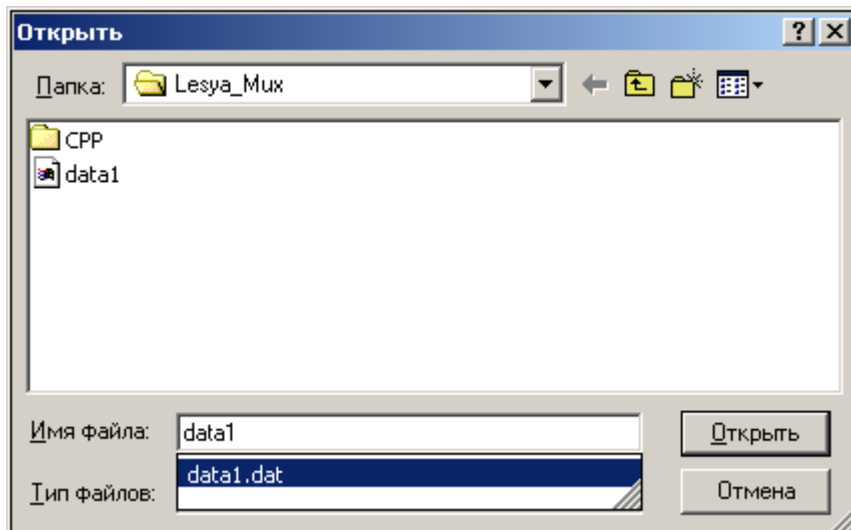 Открыть
Папка: Lesya_Mux
CPP
data1
Имя файла: data1 Открыть
data1.dat
Тип файлов: Отмена